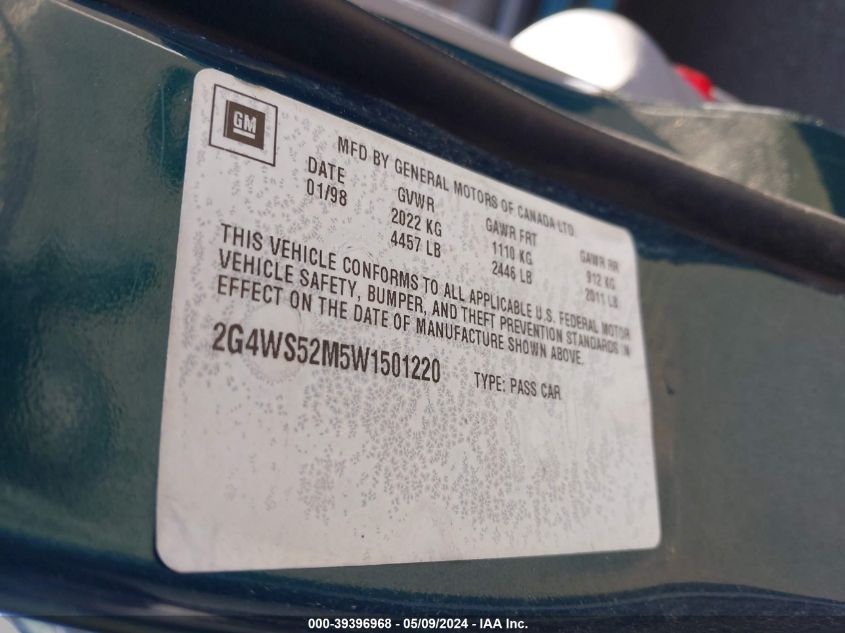 GM
MFD BY GENERAL MOTORS OF CANADA LTD.
DATE GVWR GAWR FRT GAWR RR
01/98 2022 KG 1110 KG 912 KG
4457 LB 2446 LB 2011 LB
THIS VEHICLE CONFORMS TO ALL APPLICABLE U.S. FEDERAL MOTOR
VEHICLE SAFETY, BUMPER, AND THEFT PREVENTION STANDARDS IN
EFFECT ON THE DATE OF MANUFACTURE SHOWN ABOVE.
2G4WS52M5W1501220 TYPE: PASS CAR
000-39396968 - 05/09/2024 - IAA Inc.